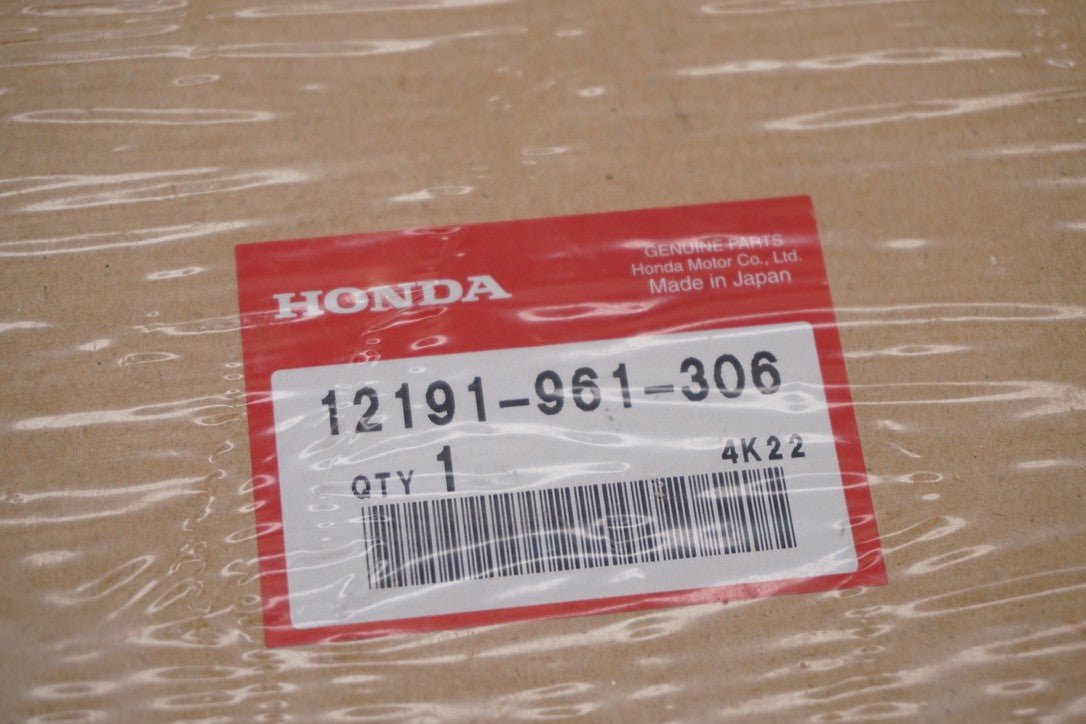 HONDA
GENUINE PARTS
Honda Motor Co., Ltd.
Made in Japan
12191-961-306
QTY 1
4K22